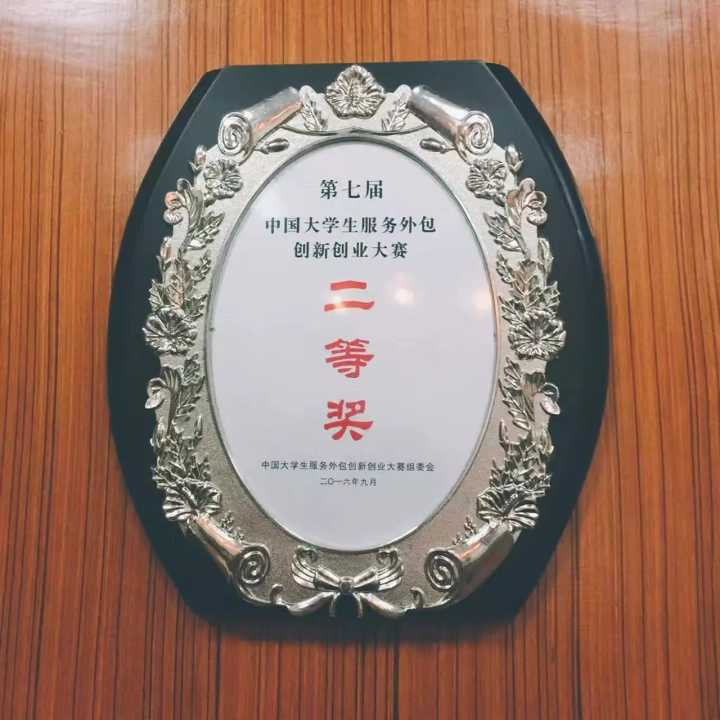 第七届
中国大学生服务外包
创新创业大赛
二
等
奖
中国大学生服务外包创新创业大赛组委会
二〇一六年九月